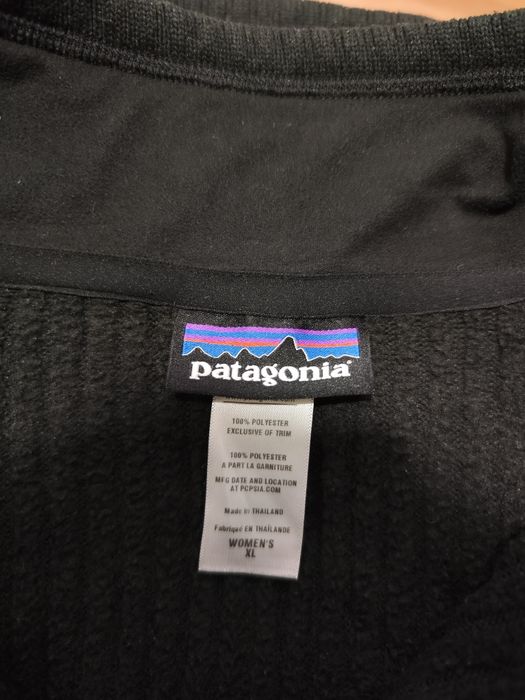 patagonia®
100% POLYESTER
EXCLUSIVE OF TRIM
100% POLYESTER
A PART LA GARNITURE
MFG DATE AND LOCATION
AT PCPSIA.COM
Made in THAILAND
Fabriqué EN THAÏLANDE
WOMEN'S
XL